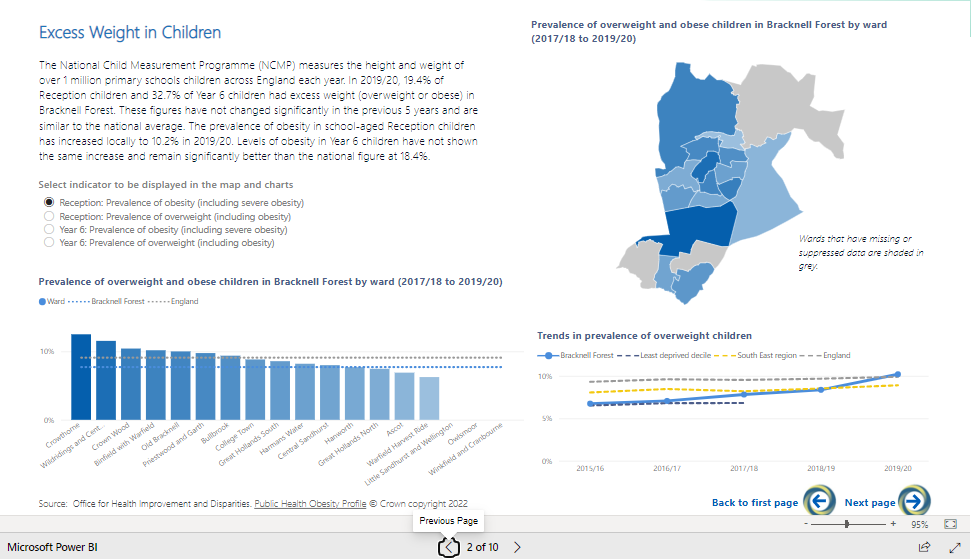 Excess Weight in Children
The National Child Measurement Programme (NCMP) measures the height and weight of
over 1 million primary schools children across England each year. In 2019/20, 19.4% of
Reception children and 32.7% of Year 6 children had excess weight (overweight or obese) in
Bracknell Forest. These figures have not changed significantly in the previous 5 years and are
similar to the national average. The prevalence of obesity in school-aged Reception children
has increased locally to 10.2% in 2019/20. Levels of obesity in Year 6 children have not shown
the same increase and remain significantly better than the national figure at 18.4%.
Select indicator to be displayed in the map and charts
Reception: Prevalence of obesity (including severe obesity)
Reception: Prevalence of overweight (including obesity)
Year 6: Prevalence of obesity (including severe obesity)
Year 6: Prevalence of overweight (including obesity)
Prevalence of overweight and obese children in Bracknell Forest by ward
(2017/18 to 2019/20)
Wards that have missing or
suppressed data are shaded in
grey.
Prevalence of overweight and obese children in Bracknell Forest by ward (2017/18 to 2019/20)
Ward Bracknell Forest England
10%
0%
Crowthorne
Wildridings and Cent...
Crown Wood
Binfield with Warfield
Old Bracknell
Priestwood and Garth
Bullbrook
College Town
Great Hollands South
Harmans Water
Central Sandhurst
Hanworth
Great Hollands North
Ascot
Warfield Harvest Ride
Little Sandhurst and Wellington
Owlsmoor
Winkfield and Cranbourne
Trends in prevalence of overweight children
Bracknell Forest Least deprived decile South East region England
10%
5%
0%
2015/16 2016/17 2017/18 2018/19 2019/20
Source: Office for Health Improvement and Disparities. Public Health Obesity Profile © Crown copyright 2022
Back to first page Next page
Previous Page
- + 95%
Microsoft Power BI
2 of 10